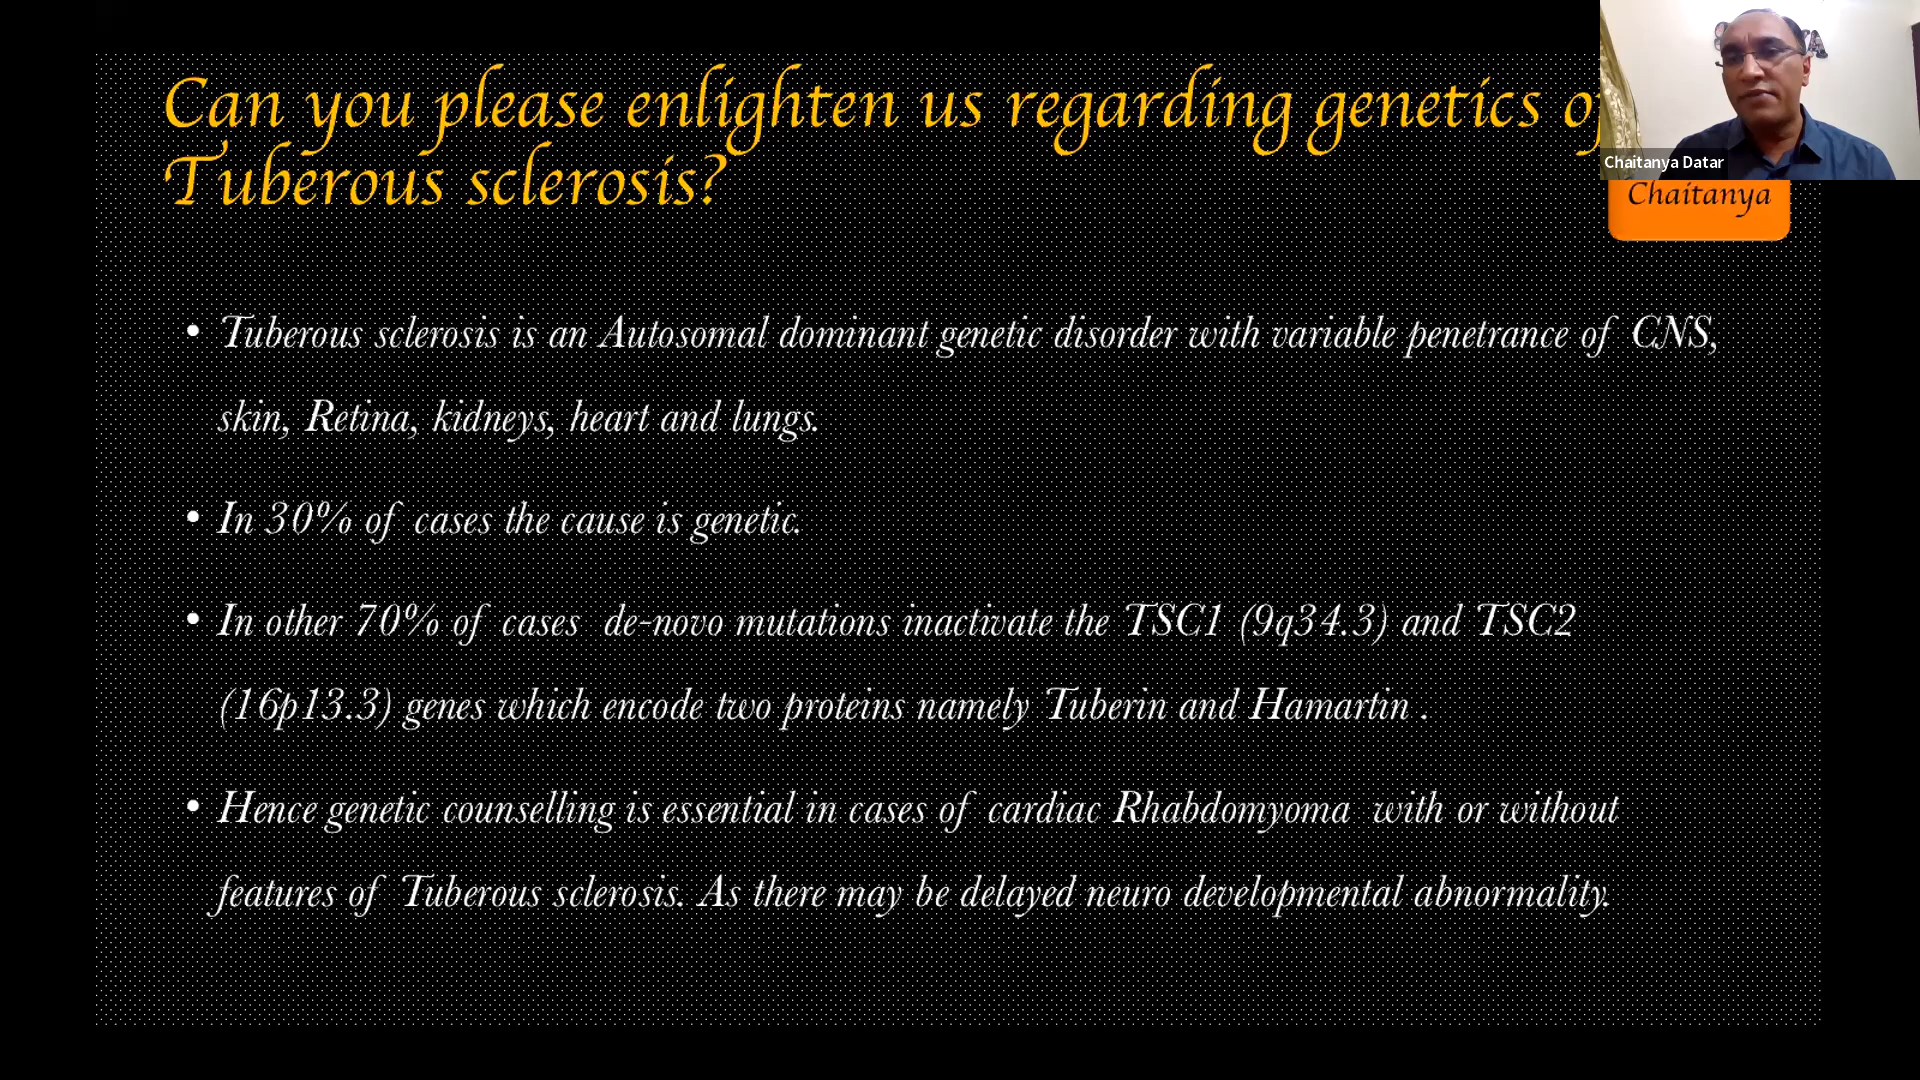 Can you please enlighten us regarding genetics of
Tuberous sclerosis?
Chaitanya Datar
Chaitanya
• Tuberous sclerosis is an Autosomal dominant genetic disorder with variable penetrance of CNS,
skin, Retina, kidneys, heart and lungs.
• In 30% of cases the cause is genetic.
• In other 70% of cases de-novo mutations inactivate the TSC1 (9q34.3) and TSC2
(16p13.3) genes which encode two proteins namely Tuberin and Hamartin .
• Hence genetic counselling is essential in cases of cardiac Rhabdomyoma with or without
features of Tuberous sclerosis. As there may be delayed neuro developmental abnormality.